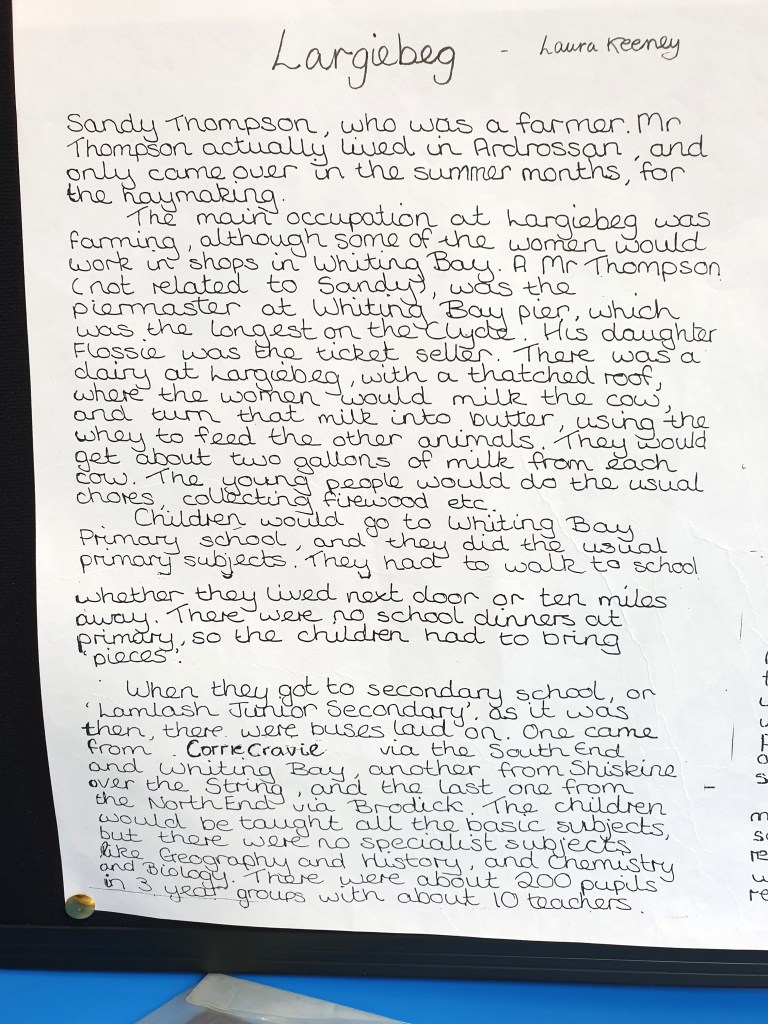 Largiebeg - Laura Keeney
Sandy Thompson, who was a farmer. Mr
Thompson actually lived in Ardrossan, and
only came over in the summer months, for
the haymaking.
The main occupation at Largiebeg was
farming, although some of the women would
work in shops in Whiting Bay. A Mr Thompson
(not related to Sandy), was the
piermaster at Whiting Bay pier, which
was the longest on the Clyde. His daughter
Flossie was the ticket seller. There was a
dairy at Largiebeg, with a thatched roof,
where the women would milk the cow,
and turn that milk into butter, using the
whey to feed the other animals. They would
get about two gallons of milk from each
cow. The young people would do the usual
chores, collecting firewood etc.
Children would go to Whiting Bay
Primary school, and they did the usual
primary subjects. They had to walk to school
whether they lived next door or ten miles
away. There were no school dinners at
primary, so the children had to bring
'pieces'.
When they got to secondary school, or
'Lamlash Junior Secondary', as it was
then, there were buses laid on. One came
from Corriecravie via the South End
and Whiting Bay, another from Shiskine
over the String, and the last one from
the North End via Brodick. The children
would be taught all the basic subjects,
but there were no specialist subjects
like Geography and History, and Chemistry
and Biology. There were about 200 pupils
in 3 year groups with about 10 teachers.